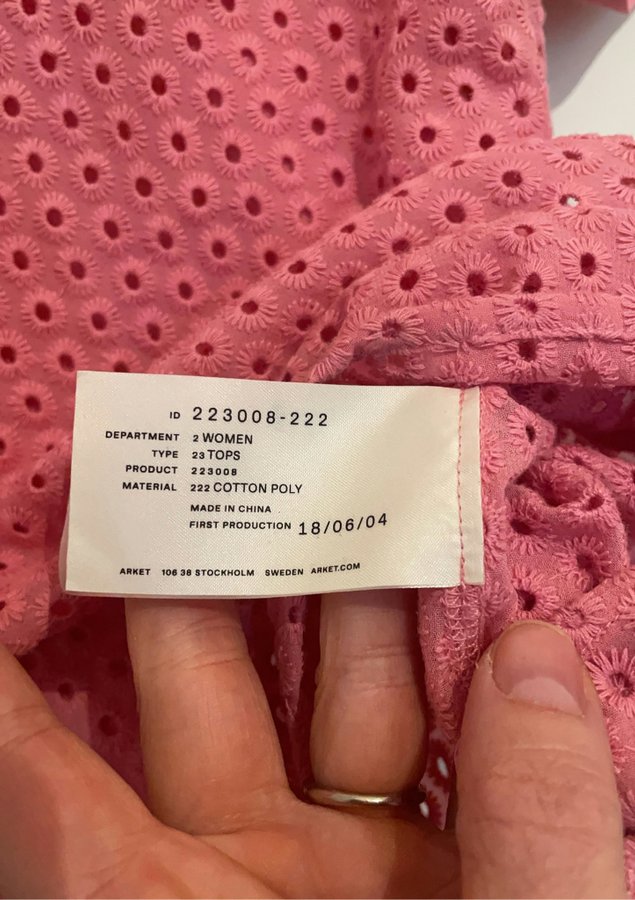 ID 223008-222
DEPARTMENT 2 WOMEN
TYPE 23 TOPS
PRODUCT 223008
MATERIAL 222 COTTON POLY
MADE IN CHINA
FIRST PRODUCTION 18/06/04
ARKET 106 38 STOCKHOLM SWEDEN ARKET.COM